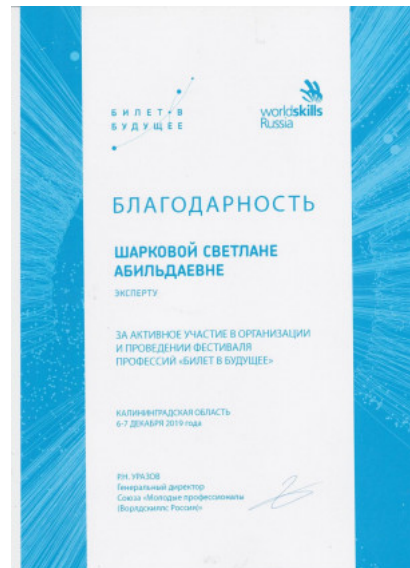 БИЛЕТ В
БУДУЩЕЕ
worldskills
Russia
БЛАГОДАРНОСТЬ
ШАРКОВОЙ СВЕТЛАНЕ
АБИЛЬДАЕВНЕ
ЭКСПЕРТУ
ЗА АКТИВНОЕ УЧАСТИЕ В ОРГАНИЗАЦИИ
И ПРОВЕДЕНИИ ФЕСТИВАЛЯ
ПРОФЕССИЙ «БИЛЕТ В БУДУЩЕЕ»
КАЛИНИНГРАДСКАЯ ОБЛАСТЬ
6-7 ДЕКАБРЯ 2019 года
Р.Н. УРАЗОВ
Генеральный директор
Союза «Молодые профессионалы
(Ворлдскиллс Россия)»